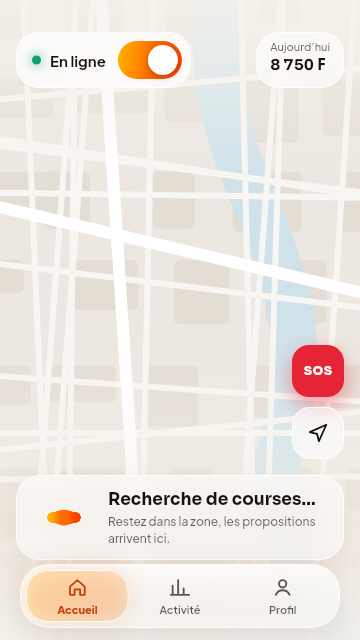 En ligne
Aujourd'hui
8 750 F
SOS
Recherche de courses...
Restez dans la zone, les propositions
arrivent ici.
Accueil
Activité
Profil